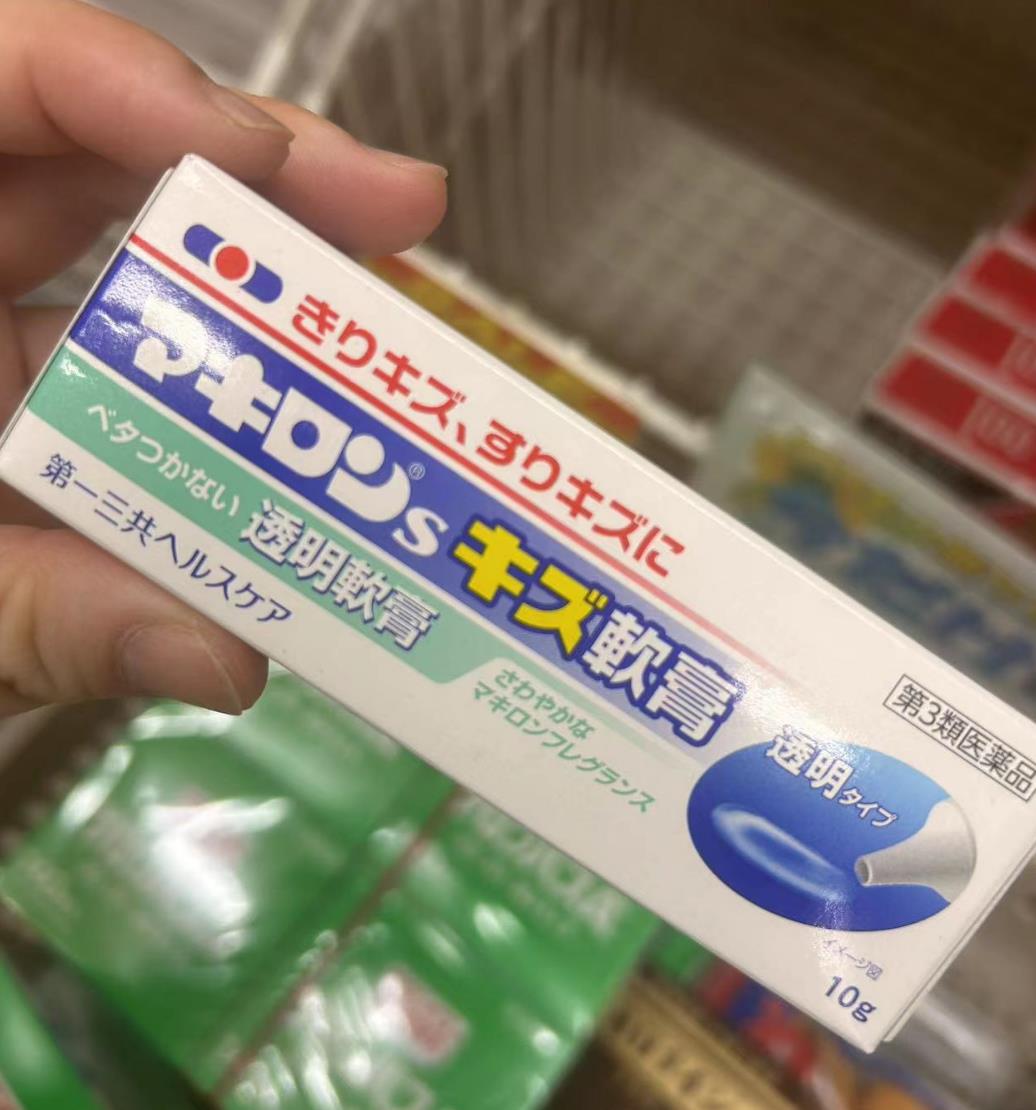 きりキズ、すりキズに
マキロン®s キズ軟膏
ベタつかない 透明軟膏
さわやかな
マキロンフレグランス
第一三共ヘルスケア
第3類医薬品
透明タイプ
イメージ図
10g